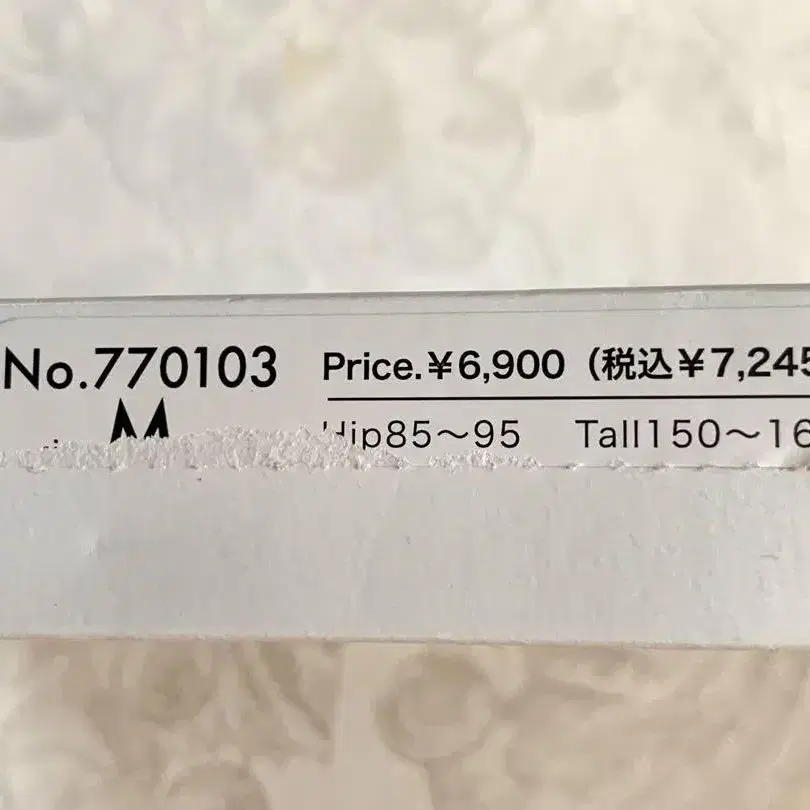 No.770103 Price.¥6,900 (税込¥7,245
M Hip85〜95 Tall150〜16